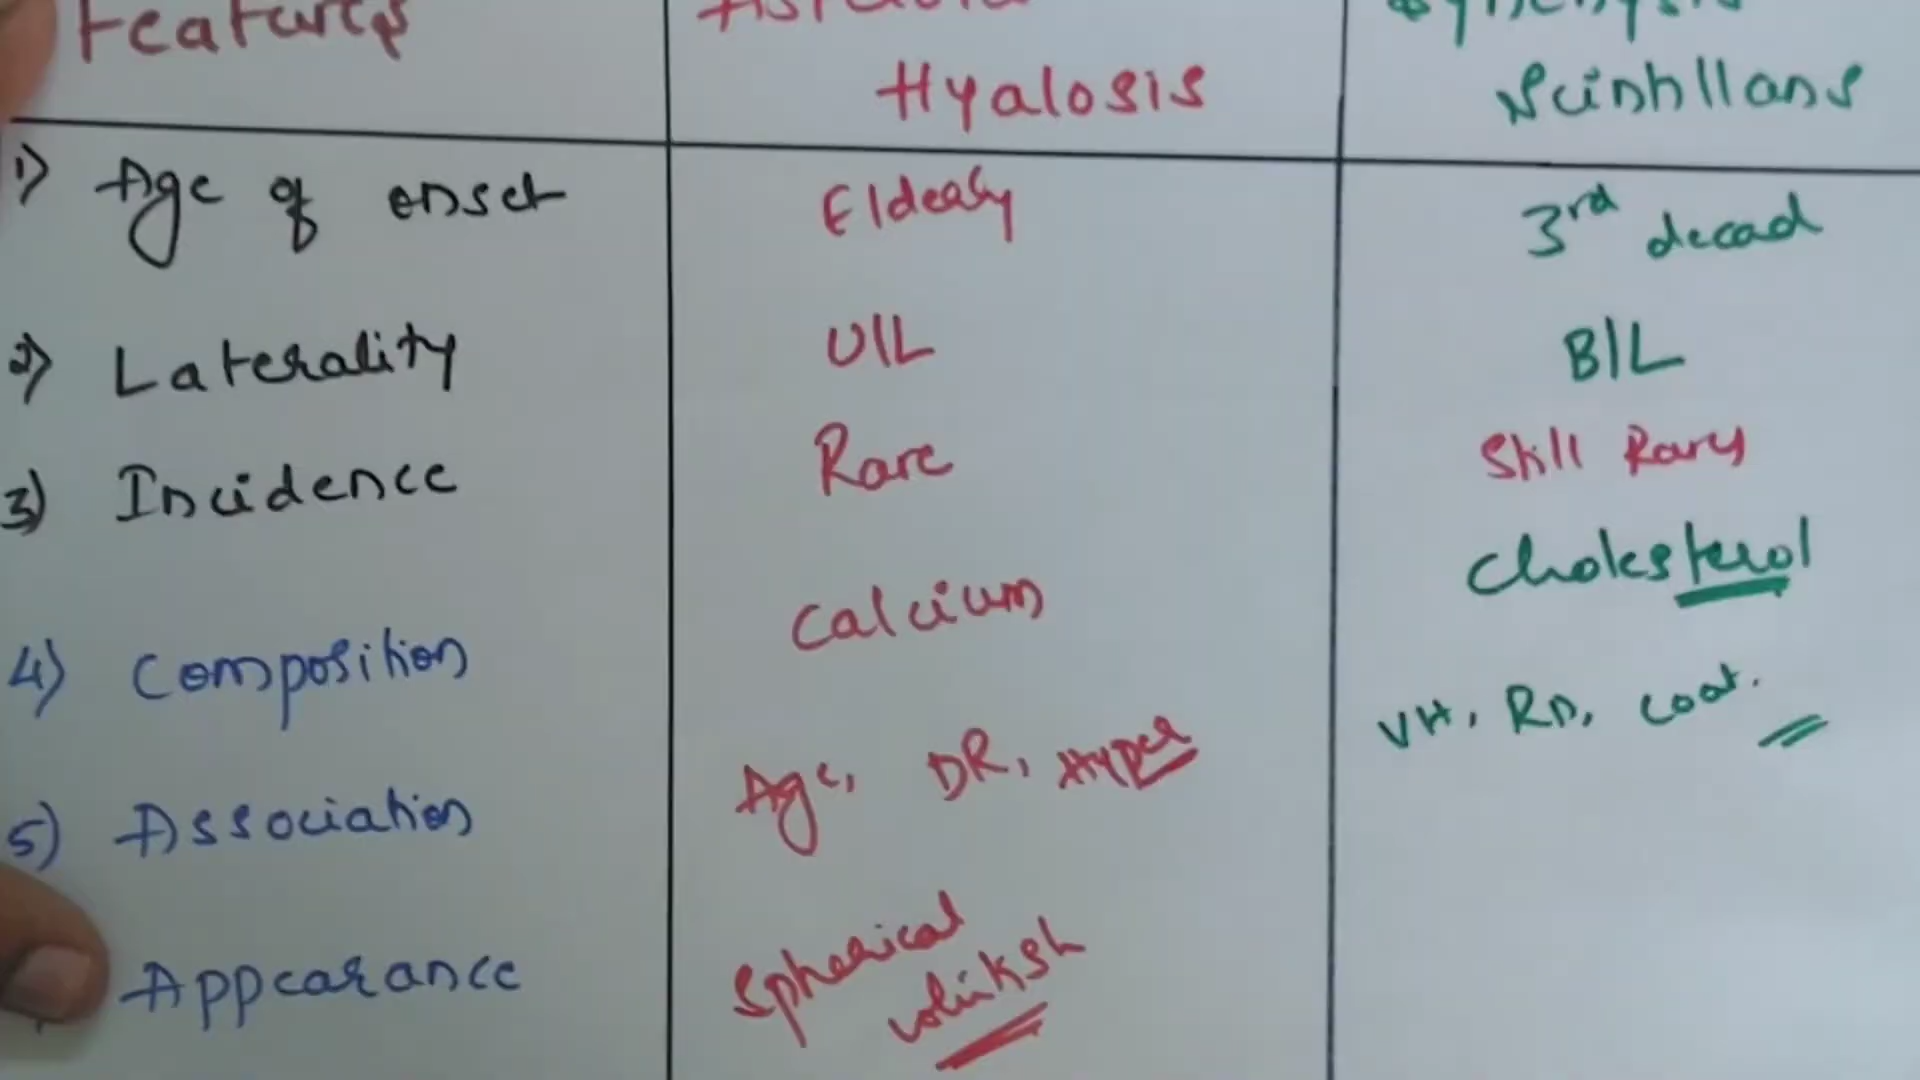 Features
Hyalosis
Scintillans
1) Age of onset
Elderly
3rd decad
2) Laterality
U/L
B/L
3) Incidence
Rare
Still Rare
4) Composition
Calcium
Cholesterol
5) Association
Age, DR, Hyper
VH, RD, coat.
Appearance
Spherical
whitish